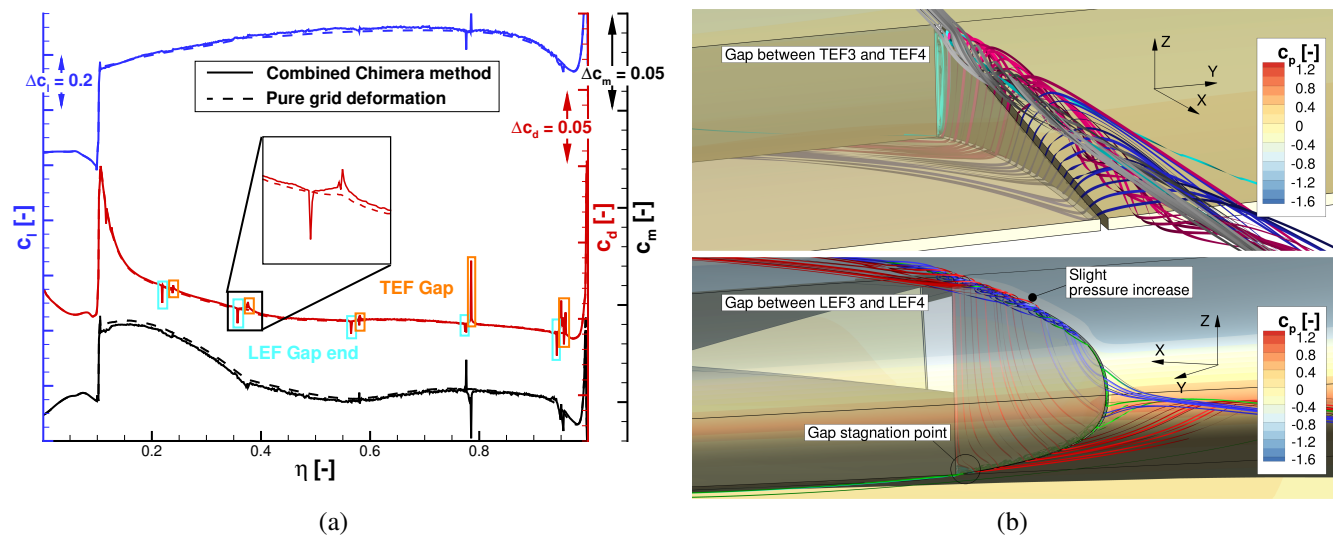 Δc_l = 0.2
Combined Chimera method
Pure grid deformation
Δc_m = 0.05
Δc_d = 0.05
TEF Gap
LEF Gap end
c_l [-]
c_d [-]
c_m [-]
0.2
0.4
0.6
0.8
η [-]
(a)
Gap between TEF3 and TEF4
Z
Y
X
c_p [-]
1.2
0.8
0.4
0
-0.4
-0.8
-1.2
-1.6
Gap between LEF3 and LEF4
Slight
pressure increase
Z
X
Y
c_p [-]
1.2
0.8
0.4
0
-0.4
-0.8
-1.2
-1.6
Gap stagnation point
(b)